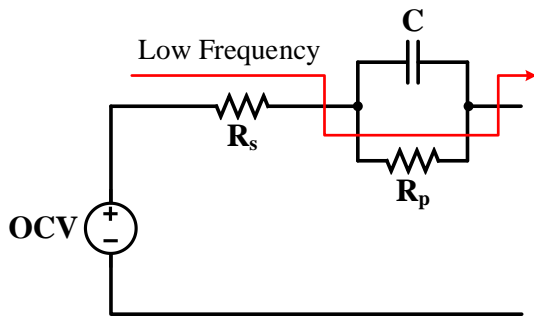 C
Low Frequency
Rs
Rp
OCV
+
−